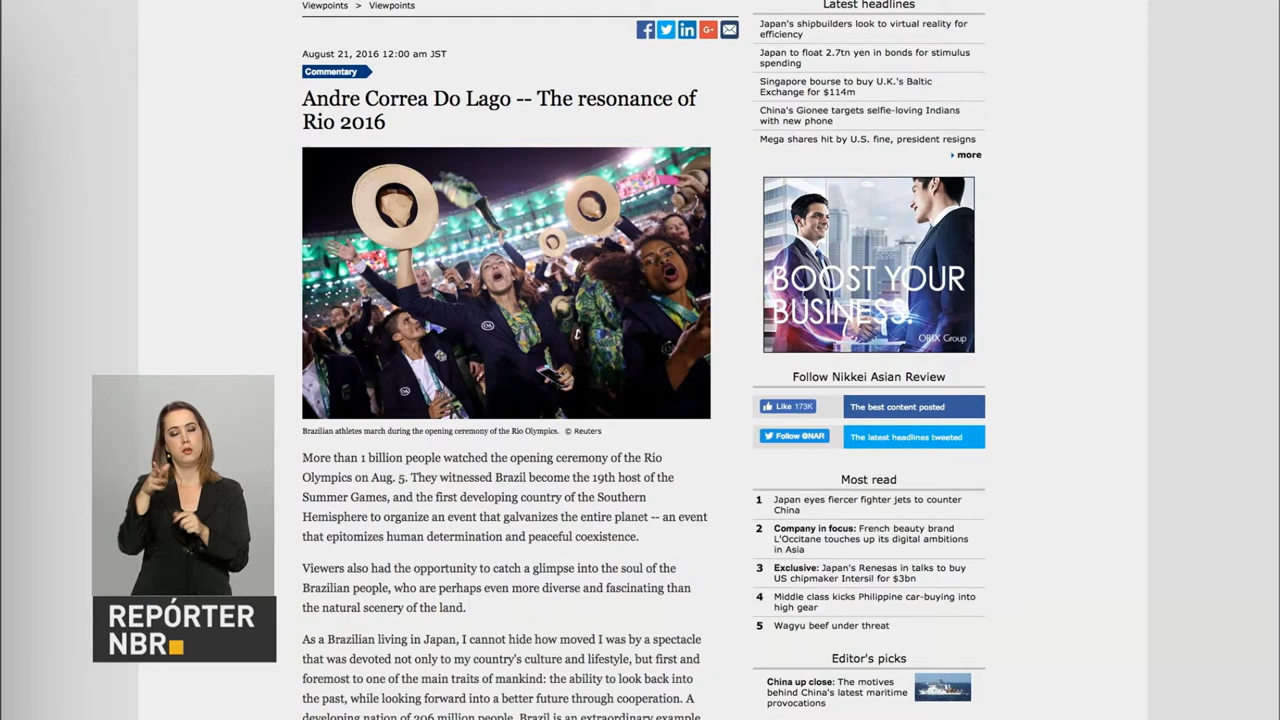 Viewpoints > Viewpoints
August 21, 2016 12:00 am JST
Commentary
Andre Correa Do Lago -- The resonance of
Rio 2016
Brazilian athletes march during the opening ceremony of the Rio Olympics. © Reuters
More than 1 billion people watched the opening ceremony of the Rio
Olympics on Aug. 5. They witnessed Brazil become the 19th host of the
Summer Games, and the first developing country of the Southern
Hemisphere to organize an event that galvanizes the entire planet -- an event
that epitomizes human determination and peaceful coexistence.
Viewers also had the opportunity to catch a glimpse into the soul of the
Brazilian people, who are perhaps even more diverse and fascinating than
the natural scenery of the land.
As a Brazilian living in Japan, I cannot hide how moved I was by a spectacle
that was devoted not only to my country's culture and lifestyle, but first and
foremost to one of the main traits of mankind: the ability to look back into
the past, while looking forward into a better future through cooperation. A
developing nation of 206 million people, Brazil is an extraordinary example
Latest headlines
Japan's shipbuilders look to virtual reality for
efficiency
Japan to float 2.7tn yen in bonds for stimulus
spending
Singapore bourse to buy U.K.'s Baltic
Exchange for $114m
China's Gionee targets selfie-loving Indians
with new phone
Mega shares hit by U.S. fine, president resigns
more
BOOST YOUR
BUSINESS.
ORIX Group
Follow Nikkei Asian Review
Like 173K
The best content posted
Follow @NAR
The latest headlines tweeted
Most read
1 Japan eyes fiercer fighter jets to counter
China
2 Company in focus: French beauty brand
L'Occitane touches up its digital ambitions
in Asia
3 Exclusive: Japan's Renesas in talks to buy
US chipmaker Intersil for $3bn
4 Middle class kicks Philippine car-buying into
high gear
5 Wagyu beef under threat
Editor's picks
China up close: The motives
behind China's latest maritime
provocations
REPÓRTER
NBR